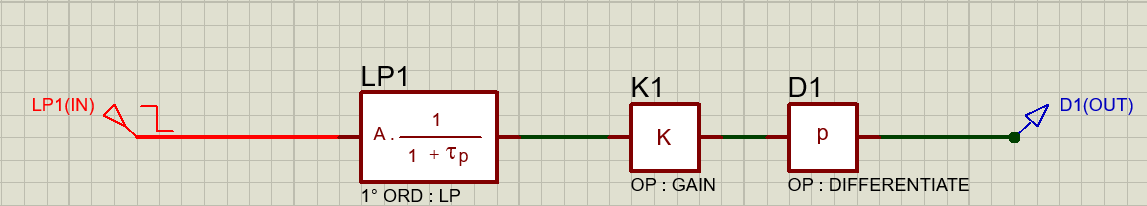 LP1
K1
D1
LP1(IN)
D1(OUT)
A . 1
1 + τp
K
p
1° ORD : LP
OP : GAIN
OP : DIFFERENTIATE